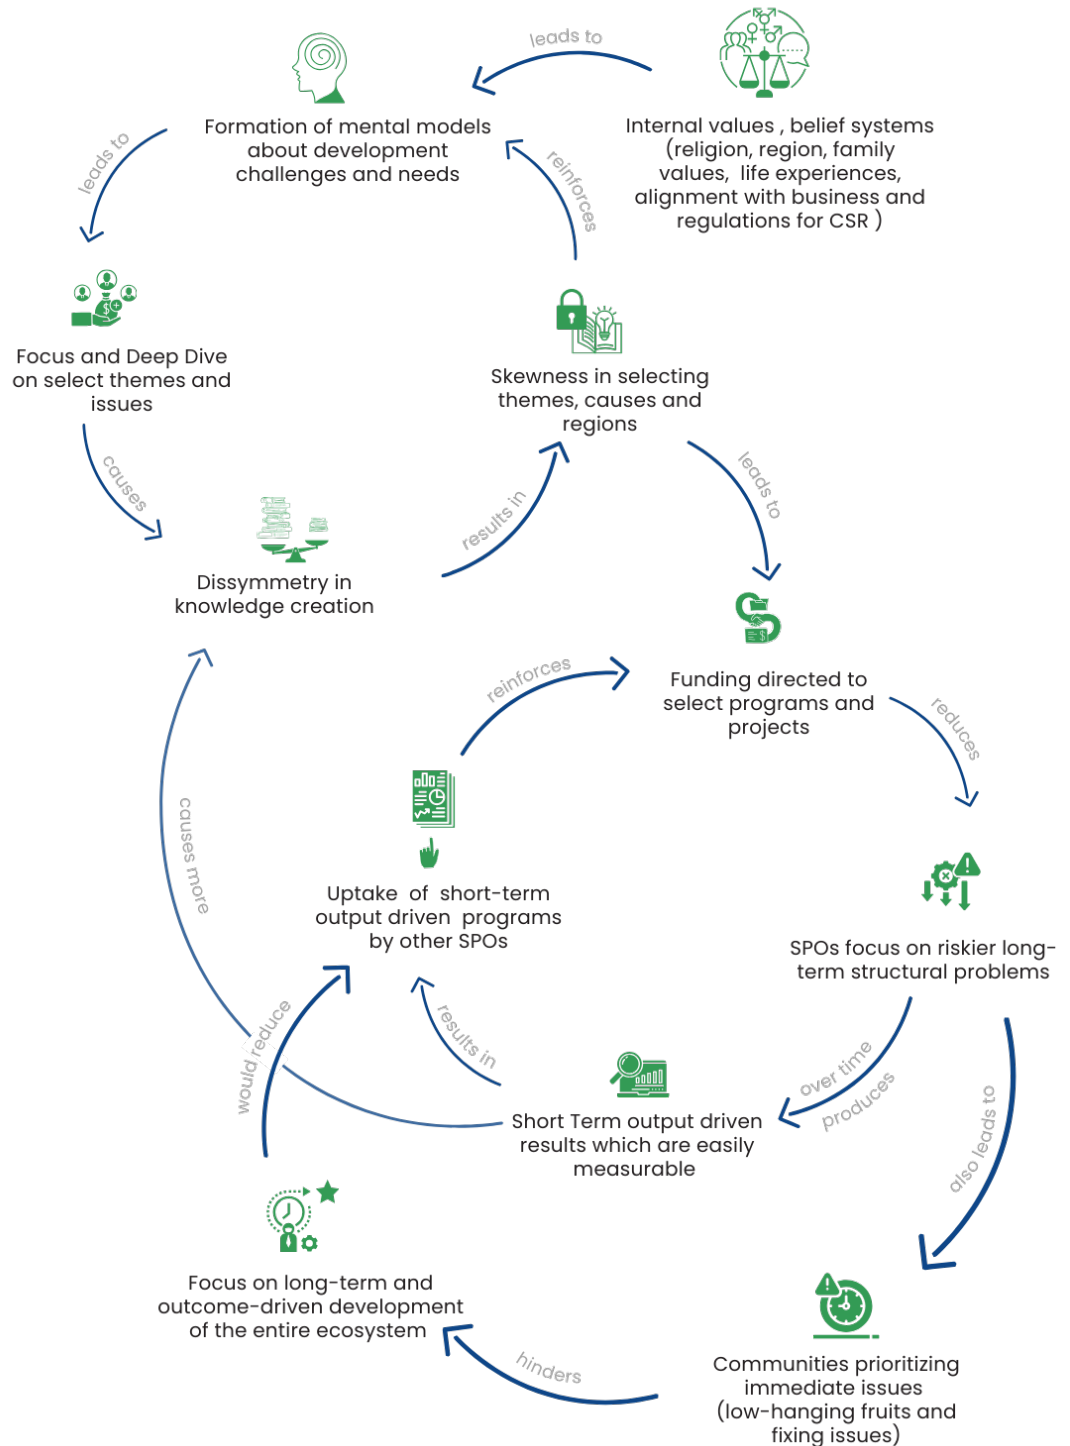 leads to
Formation of mental models
about development
challenges and needs
Internal values , belief systems
(religion, region, family
values, life experiences,
alignment with business and
regulations for CSR )
leads to
reinforces
Focus and Deep Dive
on select themes and
issues
Skewness in selecting
themes, causes and
regions
causes
results in
leads to
Dissymmetry in
knowledge creation
reinforces
Funding directed to
select programs and
projects
reduces
causes more
Uptake of short-term
output driven programs
by other SPOs
SPOs focus on riskier long-
term structural problems
would reduce
results in
over time
produces
Short Term output driven
results which are easily
measurable
also leads to
Focus on long-term and
outcome-driven development
of the entire ecosystem
hinders
Communities prioritizing
immediate issues
(low-hanging fruits and
fixing issues)